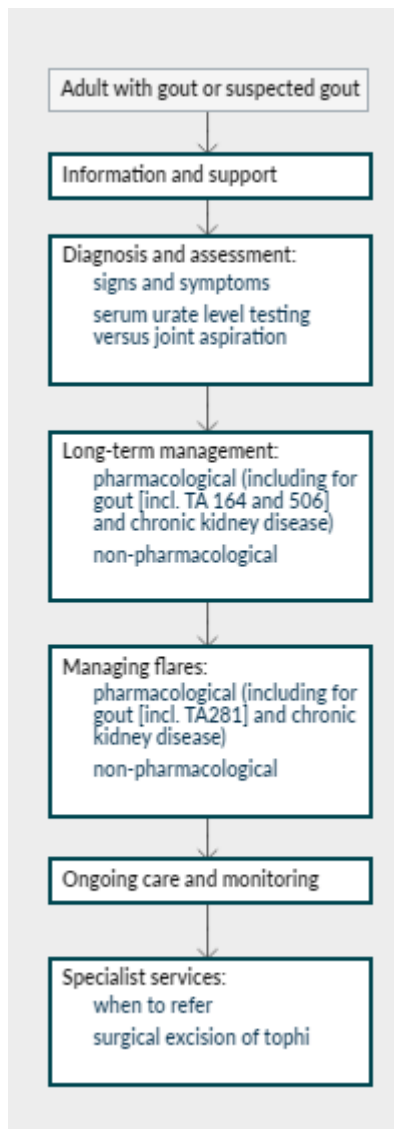 Adult with gout or suspected gout
Information and support
Diagnosis and assessment:
signs and symptoms
serum urate level testing
versus joint aspiration
Long-term management:
pharmacological (including for
gout [incl. TA 164 and 506]
and chronic kidney disease)
non-pharmacological
Managing flares:
pharmacological (including for
gout [incl. TA281] and chronic
kidney disease)
non-pharmacological
Ongoing care and monitoring
Specialist services:
when to refer
surgical excision of tophi